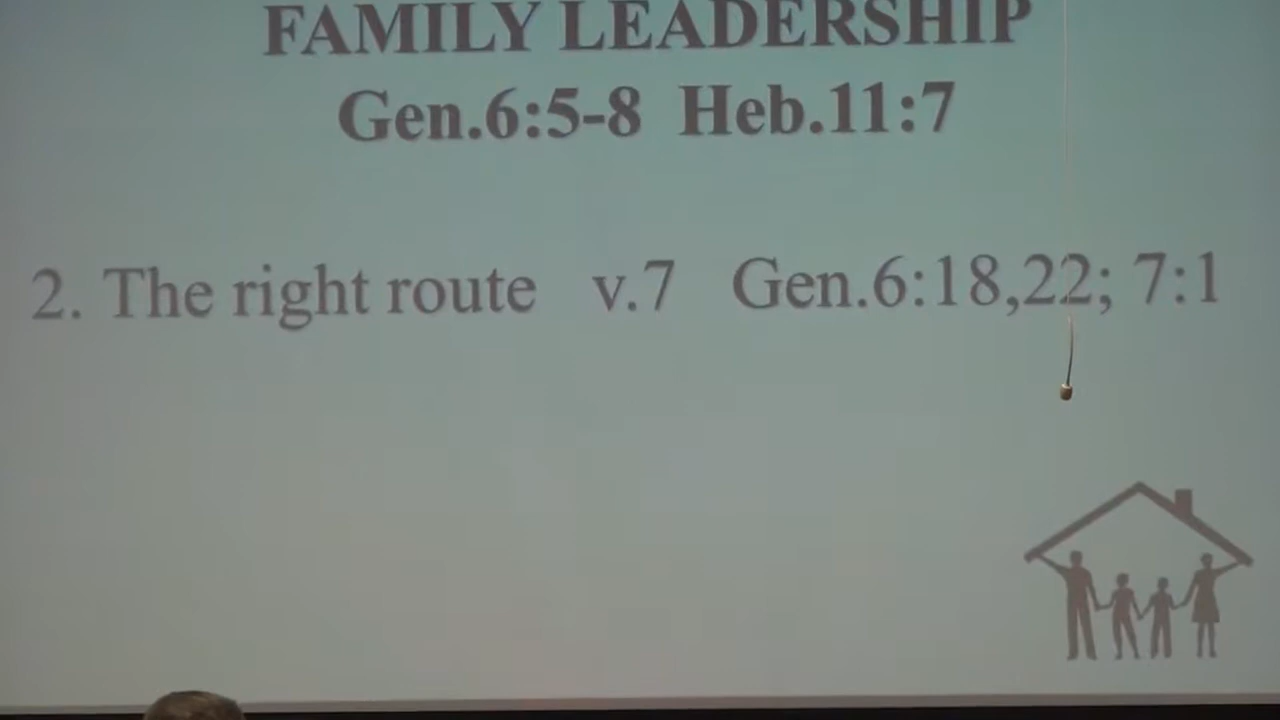 FAMILY LEADERSHIP
Gen.6:5-8 Heb.11:7
2. The right route v.7 Gen.6:18,22; 7:1